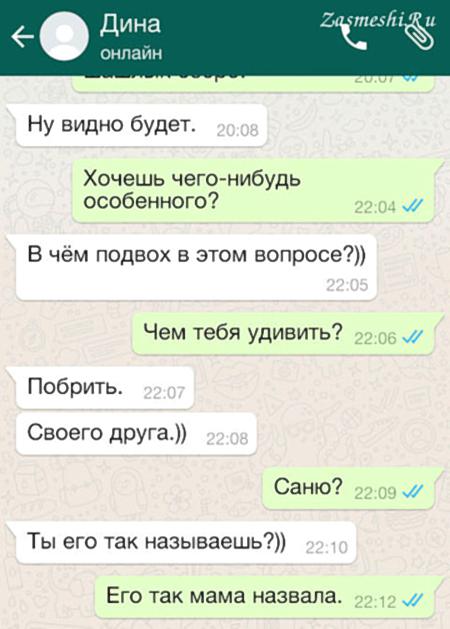 Дина
онлайн
Zasmeshi.Ru
20:07
Ну видно будет. 20:08
Хочешь чего-нибудь
особенного? 22:04
В чём подвох в этом вопросе?))
22:05
Чем тебя удивить? 22:06
Побрить. 22:07
Своего друга.)) 22:08
Саню? 22:09
Ты его так называешь?)) 22:10
Его так мама назвала. 22:12